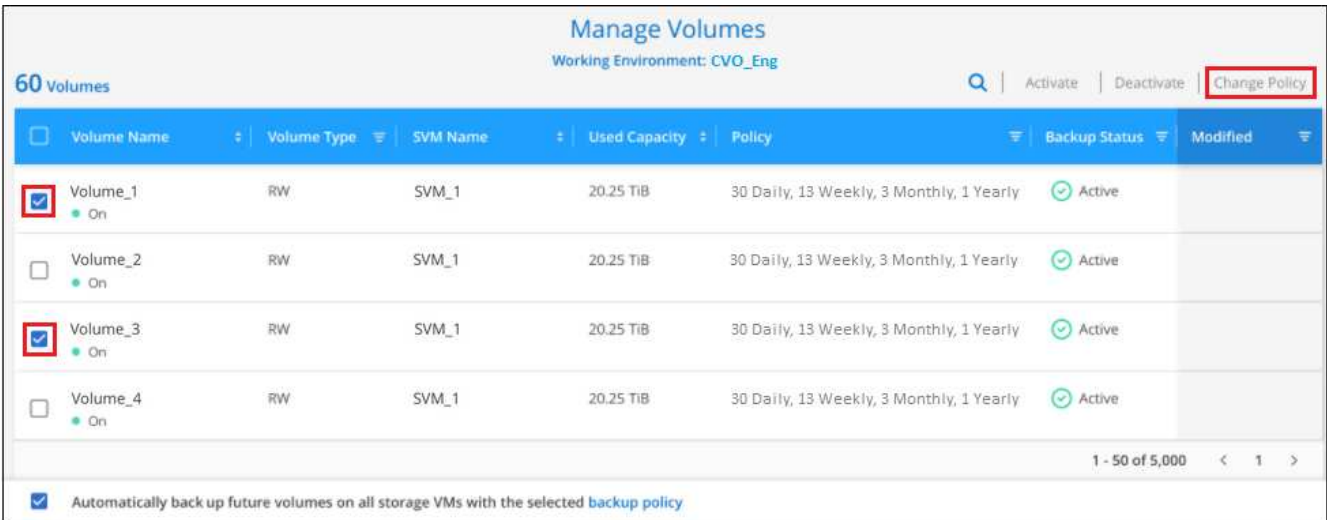 Manage Volumes
Working Environment: CVO_Eng
60 Volumes
Activate | Deactivate | Change Policy
Volume Name Volume Type SVM Name Used Capacity Policy Backup Status Modified
Volume_1 RW SVM_1 20.25 TiB 30 Daily, 13 Weekly, 3 Monthly, 1 Yearly Active
On
Volume_2 RW SVM_1 20.25 TiB 30 Daily, 13 Weekly, 3 Monthly, 1 Yearly Active
On
Volume_3 RW SVM_1 20.25 TiB 30 Daily, 13 Weekly, 3 Monthly, 1 Yearly Active
On
Volume_4 RW SVM_1 20.25 TiB 30 Daily, 13 Weekly, 3 Monthly, 1 Yearly Active
On
1 - 50 of 5,000 < 1 >
Automatically back up future volumes on all storage VMs with the selected backup policy